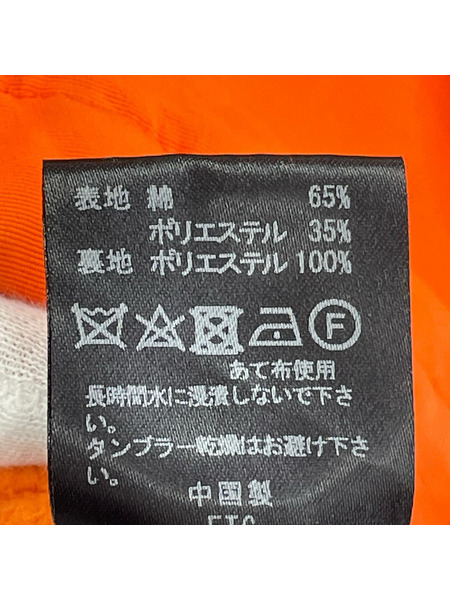 表地 綿 65%
ポリエステル 35%
裏地 ポリエステル 100%
F
あて布使用
長時間水に浸漬しないで下さ
い。
タンブラー乾燥はお避け下さ
い。
中国製